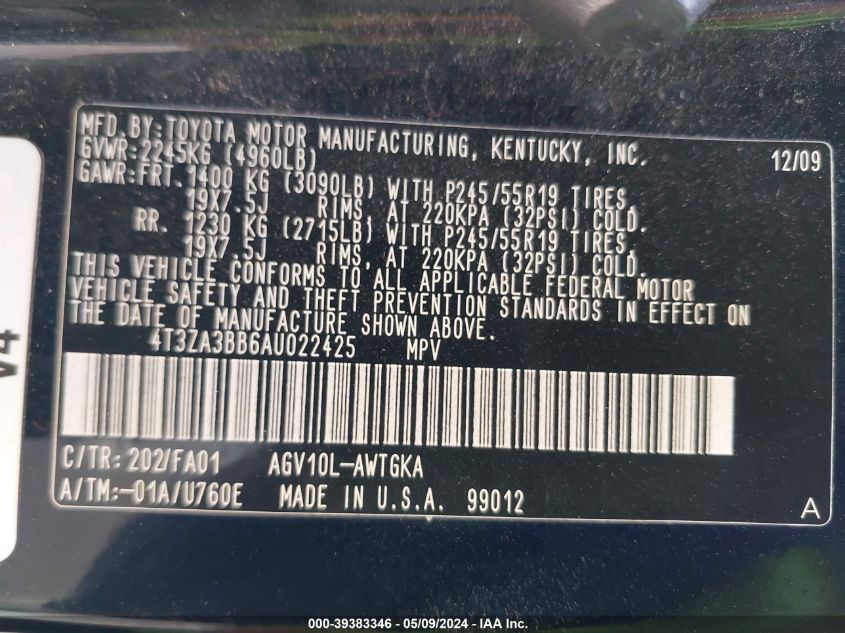 MFD.BY:TOYOTA MOTOR MANUFACTURING, KENTUCKY, INC. 12/09
GVWR:2245KG (4960LB)
GAWR:FRT.1400 KG (3090LB) WITH P245/55R19 TIRES,
19X7.5J RIMS, AT 220KPA (32PSI) COLD.
RR. 1230 KG (2715LB) WITH P245/55R19 TIRES,
19X7.5J RIMS, AT 220KPA (32PSI) COLD.
THIS VEHICLE CONFORMS TO ALL APPLICABLE FEDERAL MOTOR
VEHICLE SAFETY AND THEFT PREVENTION STANDARDS IN EFFECT ON
THE DATE OF MANUFACTURE SHOWN ABOVE.
4T3ZA3BB6AU022425 MPV
C/TR:202/FA01 AGV10L-AWTGKA
A/TM:-01A/U760E MADE IN U.S.A. 99012 A
V4
000-39383346 - 05/09/2024 - IAA Inc.